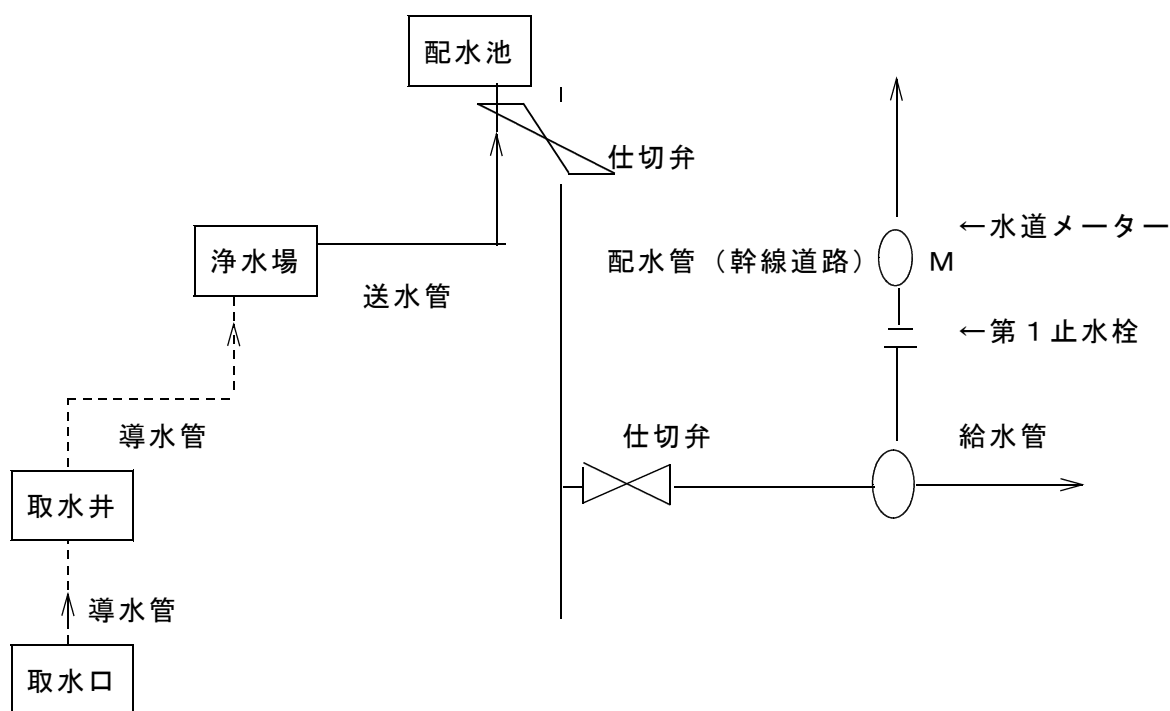 配水池
仕切弁
←水道メーター
浄水場
配水管（幹線道路）
M
送水管
←第１止水栓
導水管
仕切弁
給水管
取水井
導水管
取水口